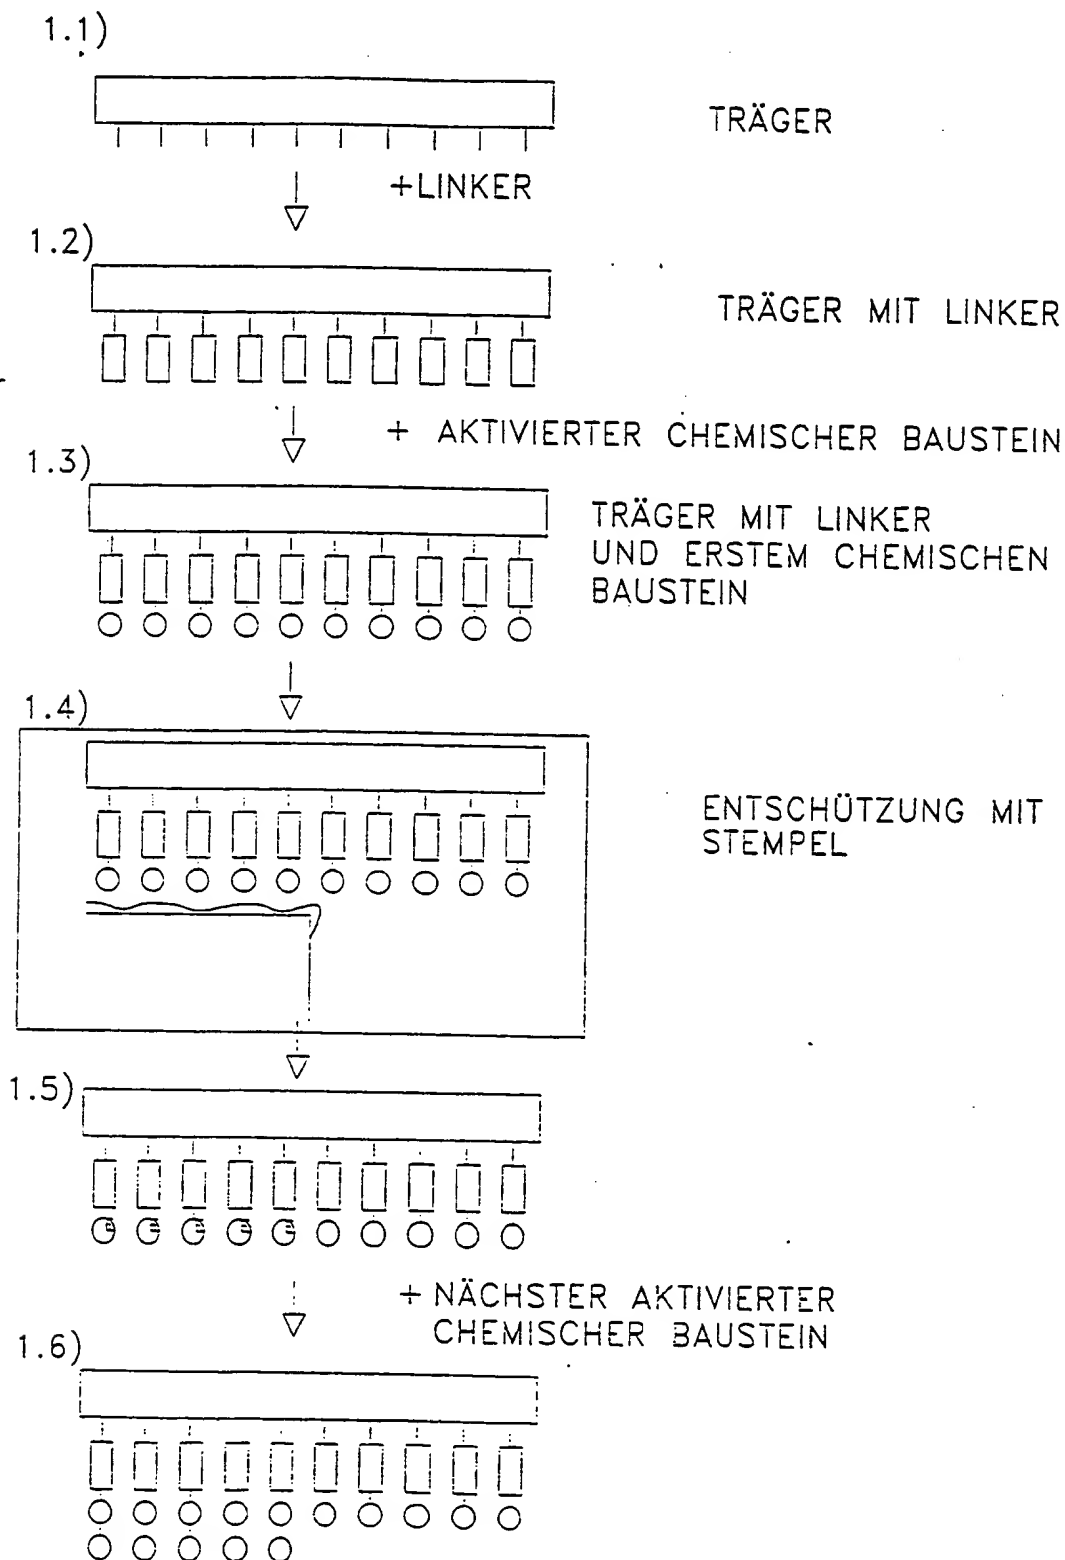 1.1)
TRÄGER
+LINKER
1.2)
TRÄGER MIT LINKER
+ AKTIVIERTER CHEMISCHER BAUSTEIN
1.3)
TRÄGER MIT LINKER
UND ERSTEM CHEMISCHEN
BAUSTEIN
1.4)
ENTSCHÜTZUNG MIT
STEMPEL
1.5)
+ NÄCHSTER AKTIVIERTER
CHEMISCHER BAUSTEIN
1.6)